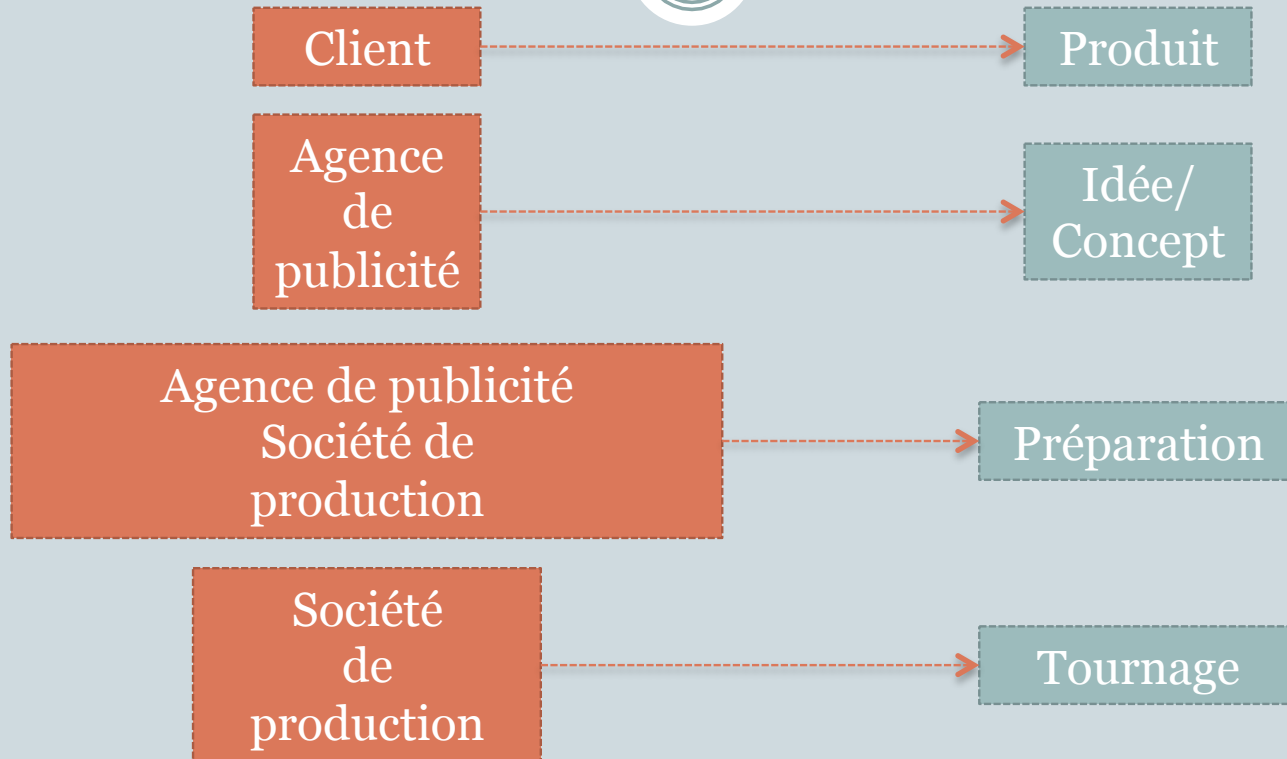 Client
Produit
Agence
de
publicité
Idée/
Concept
Agence de publicité
Société de
production
Préparation
Société
de
production
Tournage